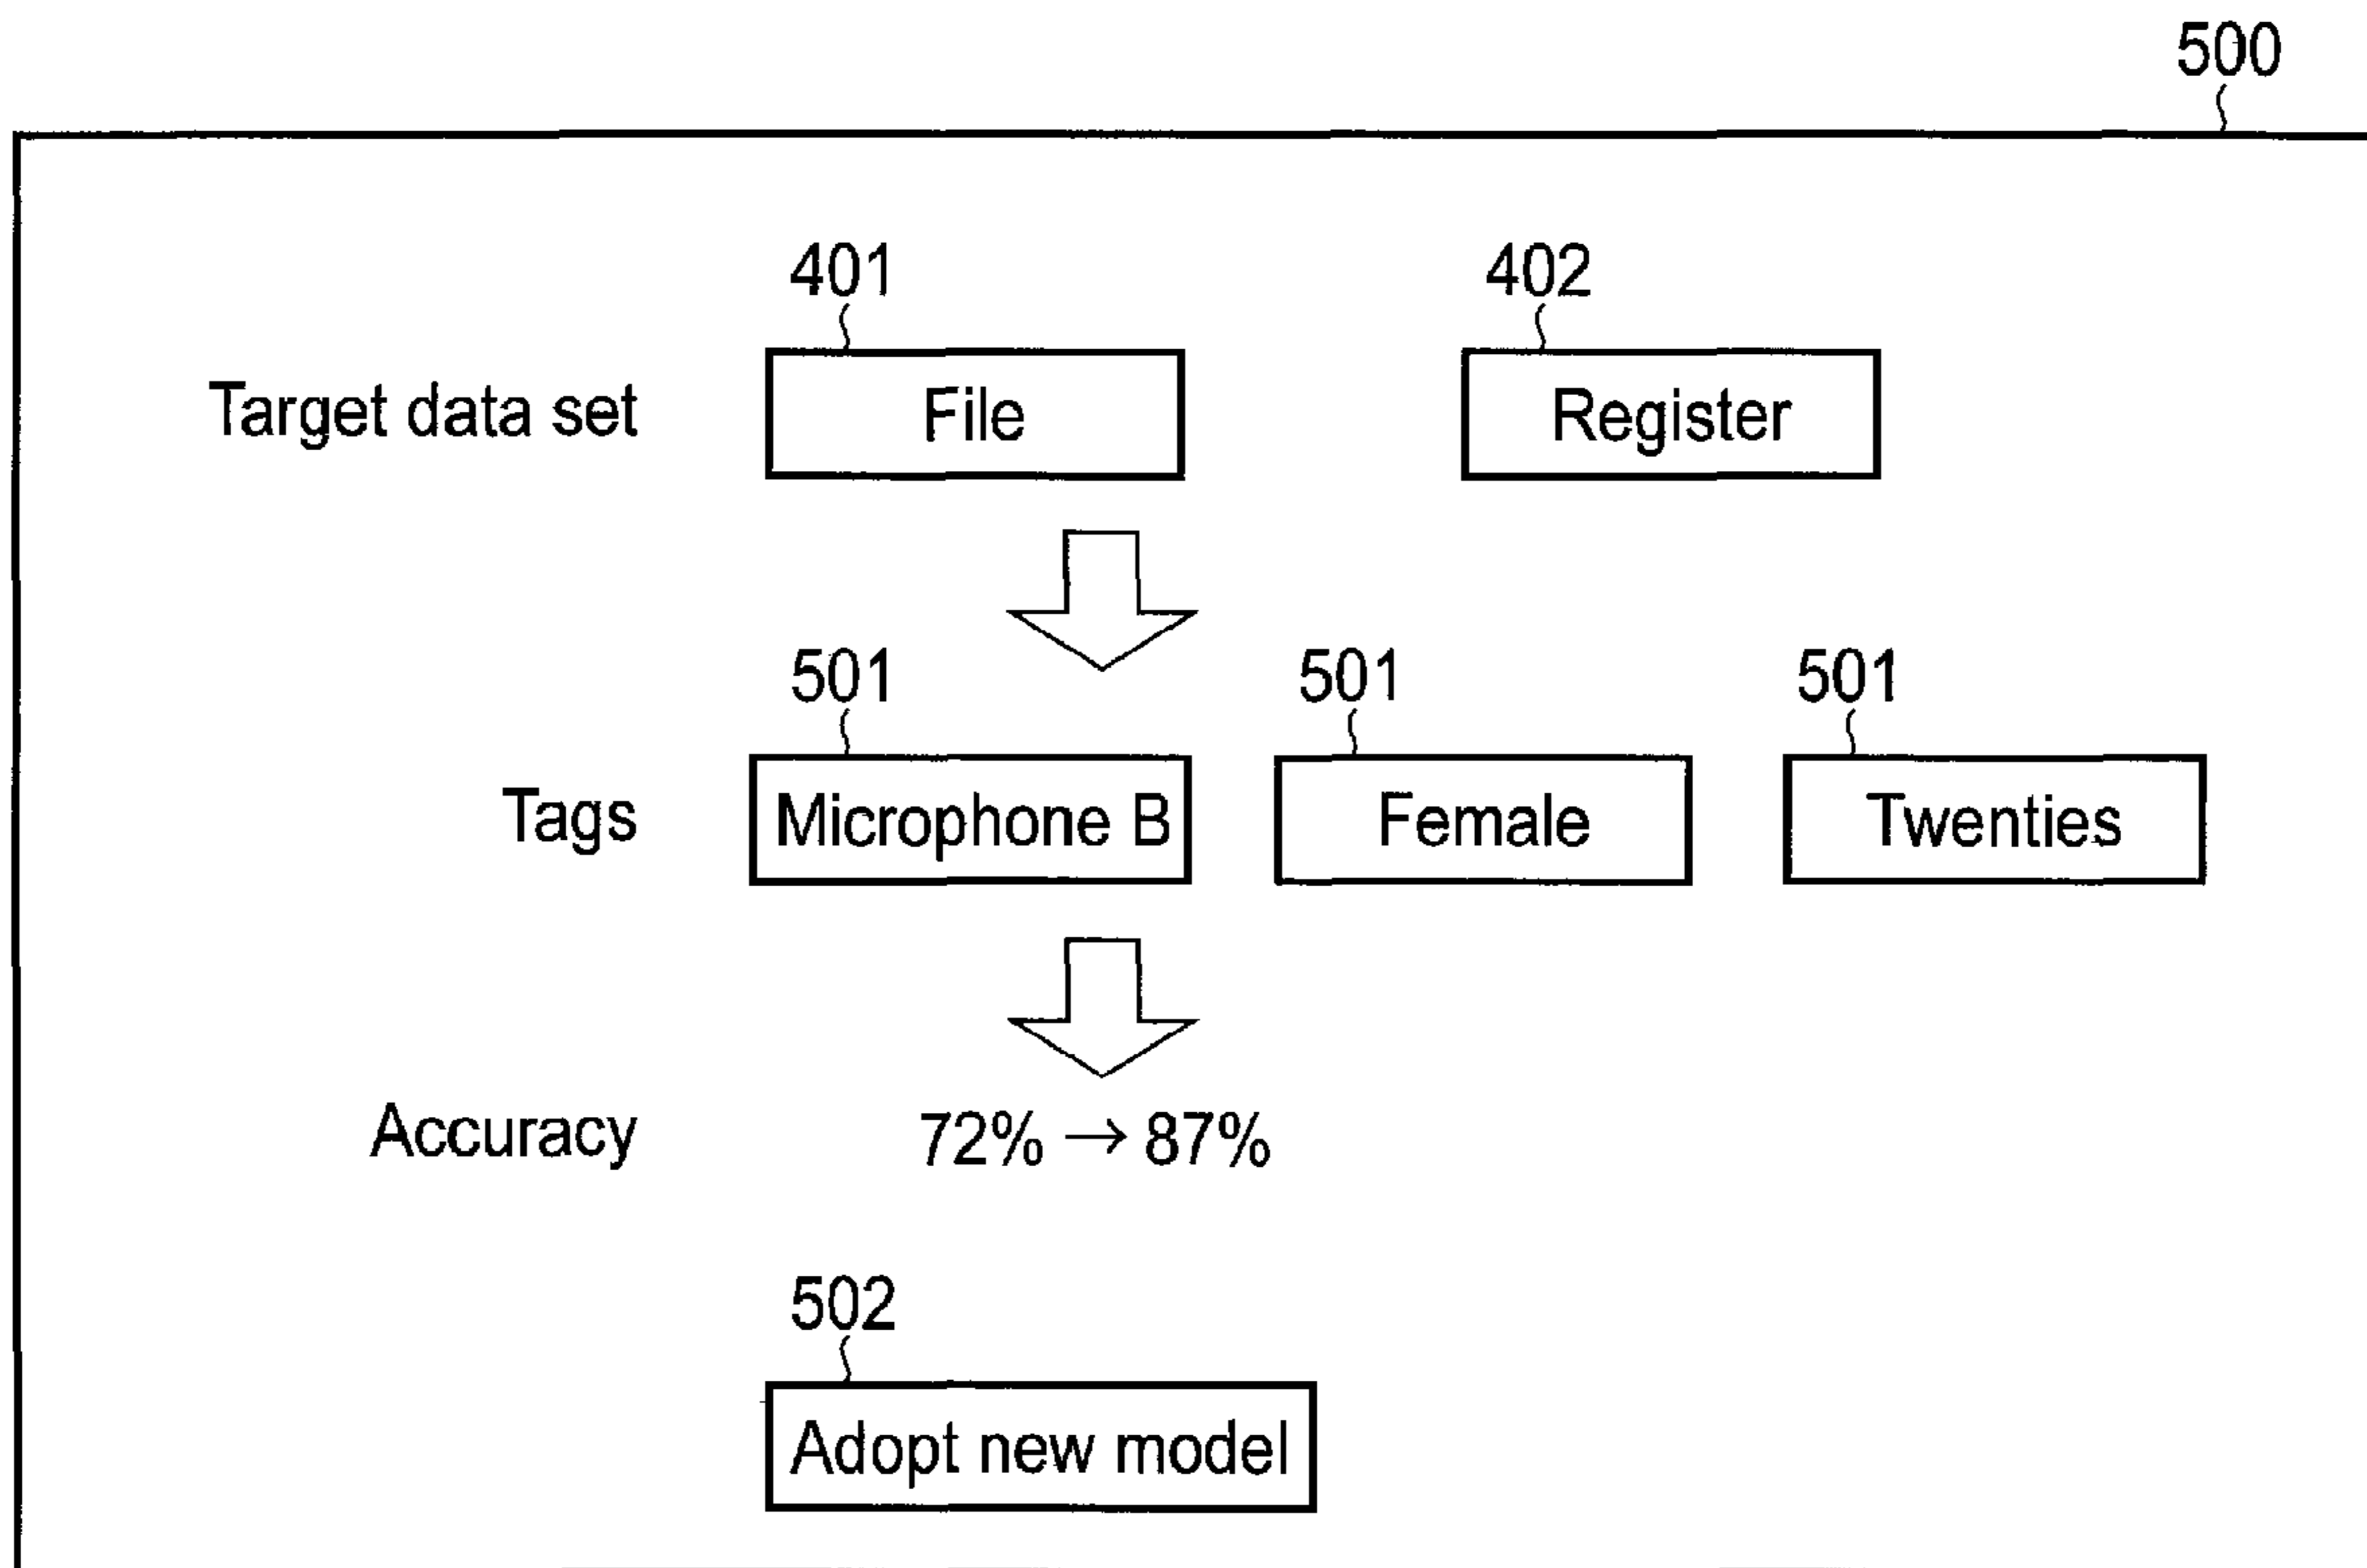 500
401 402
Target data set File Register
501 501 501
Tags Microphone B Female Twenties
Accuracy 72% → 87%
502
Adopt new model